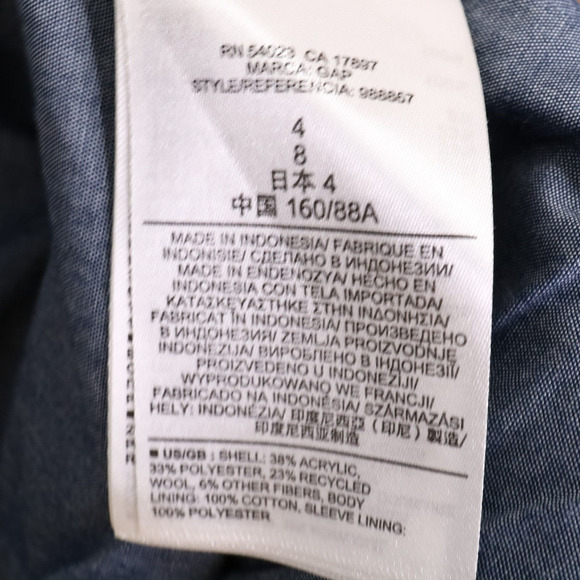 RN 54023 CA 17897
MARCA: GAP
STYLE/REFERENCIA: 988867
4
8
日本 4
中国 160/88A
MADE IN INDONESIA/ FABRIQUE EN
INDONISIE/ СДЕЛАНО В ИНДОНЕЗИИ/
MADE IN ENDENOZYA/ HECHO EN
INDONESIA CON TELA IMPORTADA/
ΚΑΤΑΣΚΕΥΑΣΤΗΚΕ ΣΤΗΝ ΙΝΔΟΝΗΣΙΑ/
FABRICAT ÎN INDONESIA/ ПРОИЗВЕДЕНО
В ИНДОНЕЗИЯ/ ZEMLJA PROIZVODNJE
INDONEZIJA/ ВИРОБЛЕНО В ІНДОНЕЗІЇ/
PROIZVEDENO U INDONEZIJI/
WYPRODUKOWANO WE FRANCJI/
FABRICADO NA INDONÉSIA/ SZÁRMAZÁSI
HELY: INDONÉZIA/ 印度尼西亞（印尼）製造/
印度尼西亚制造
■ US/GB : SHELL: 38% ACRYLIC,
33% POLYESTER, 23% RECYCLED
WOOL, 6% OTHER FIBERS, BODY
LINING: 100% COTTON, SLEEVE LINING:
100% POLYESTER